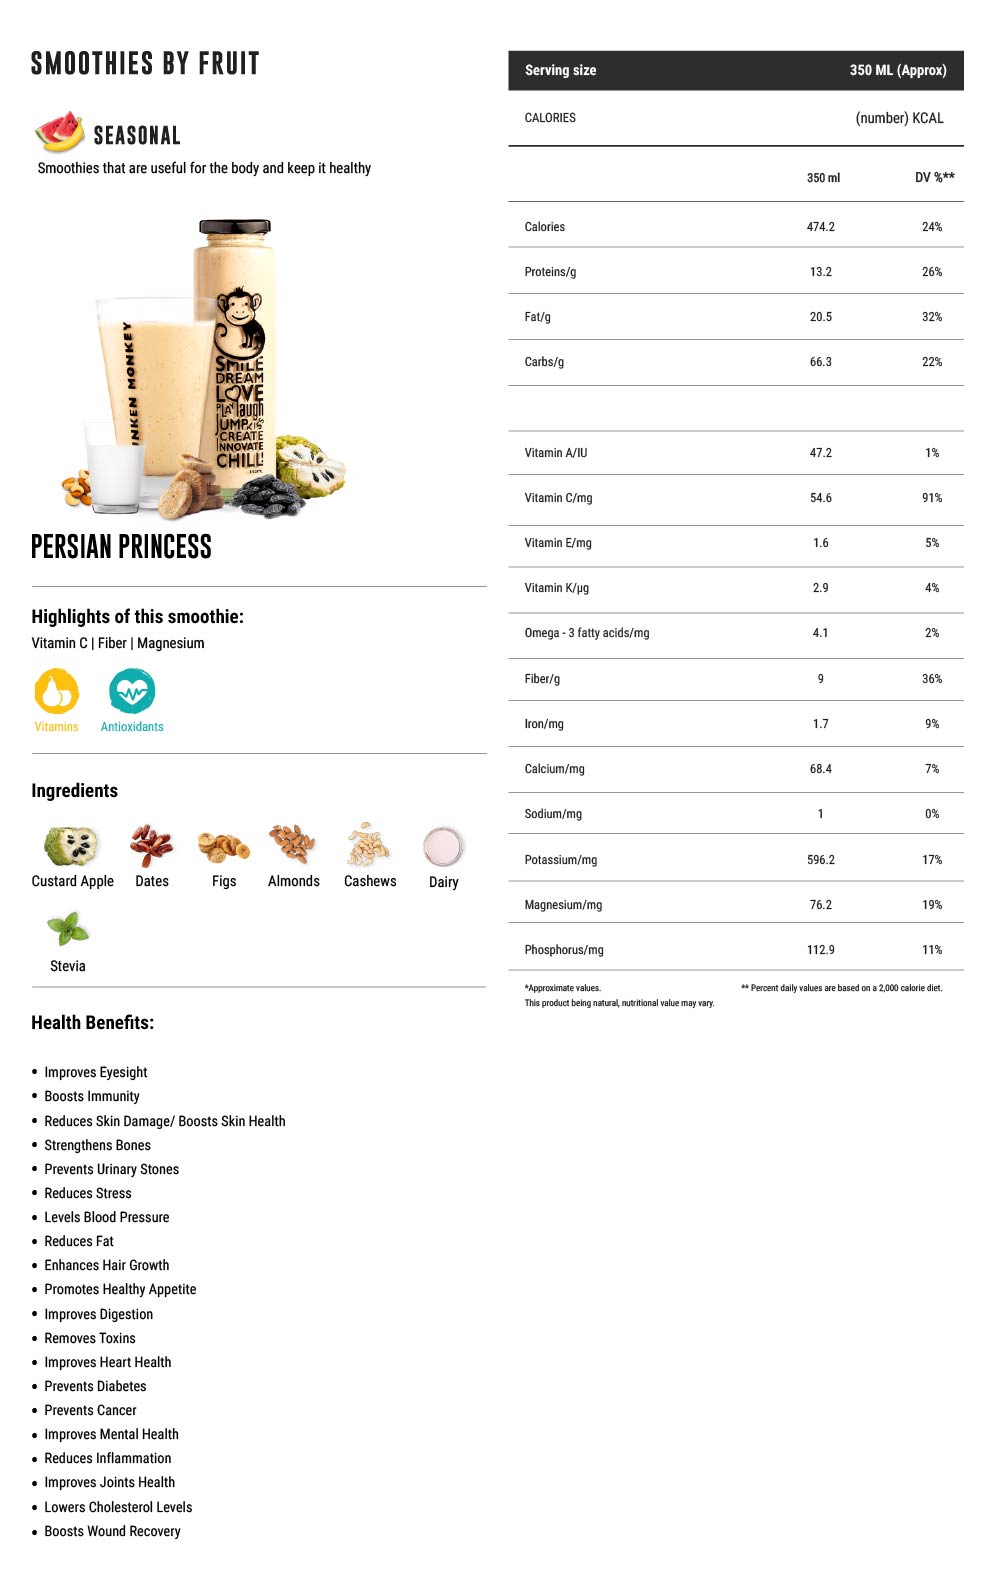 SMOOTHIES BY FRUIT
SEASONAL
Smoothies that are useful for the body and keep it healthy
NKEN MONKEY
SMILE
DREAM
LOVE
PLAY laugh
JUMP KISS
CREATE
INNOVATE
CHILL!
PERSIAN PRINCESS
Highlights of this smoothie:
Vitamin C | Fiber | Magnesium
Vitamins Antioxidants
Ingredients
Custard Apple Dates Figs Almonds Cashews Dairy
Stevia
Health Benefits:
• Improves Eyesight
• Boosts Immunity
• Reduces Skin Damage/ Boosts Skin Health
• Strengthens Bones
• Prevents Urinary Stones
• Reduces Stress
• Levels Blood Pressure
• Reduces Fat
• Enhances Hair Growth
• Promotes Healthy Appetite
• Improves Digestion
• Removes Toxins
• Improves Heart Health
• Prevents Diabetes
• Prevents Cancer
• Improves Mental Health
• Reduces Inflammation
• Improves Joints Health
• Lowers Cholesterol Levels
• Boosts Wound Recovery
Serving size 350 ML (Approx)
CALORIES (number) KCAL
350 ml DV %**
Calories 474.2 24%
Proteins/g 13.2 26%
Fat/g 20.5 32%
Carbs/g 66.3 22%
Vitamin A/IU 47.2 1%
Vitamin C/mg 54.6 91%
Vitamin E/mg 1.6 5%
Vitamin K/µg 2.9 4%
Omega - 3 fatty acids/mg 4.1 2%
Fiber/g 9 36%
Iron/mg 1.7 9%
Calcium/mg 68.4 7%
Sodium/mg 1 0%
Potassium/mg 596.2 17%
Magnesium/mg 76.2 19%
Phosphorus/mg 112.9 11%
*Approximate values. ** Percent daily values are based on a 2,000 calorie diet.
This product being natural, nutritional value may vary.